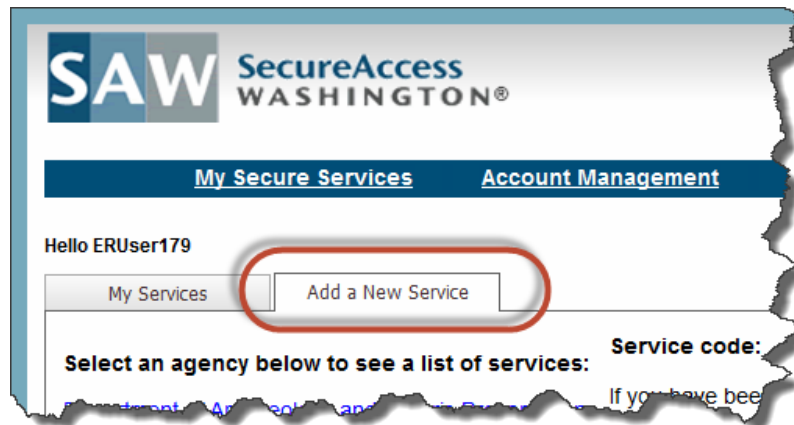 SAW SecureAccess
WASHINGTON®
My Secure Services Account Management
Hello ERUser179
My Services Add a New Service
Select an agency below to see a list of services:
Service code:
If you have bee